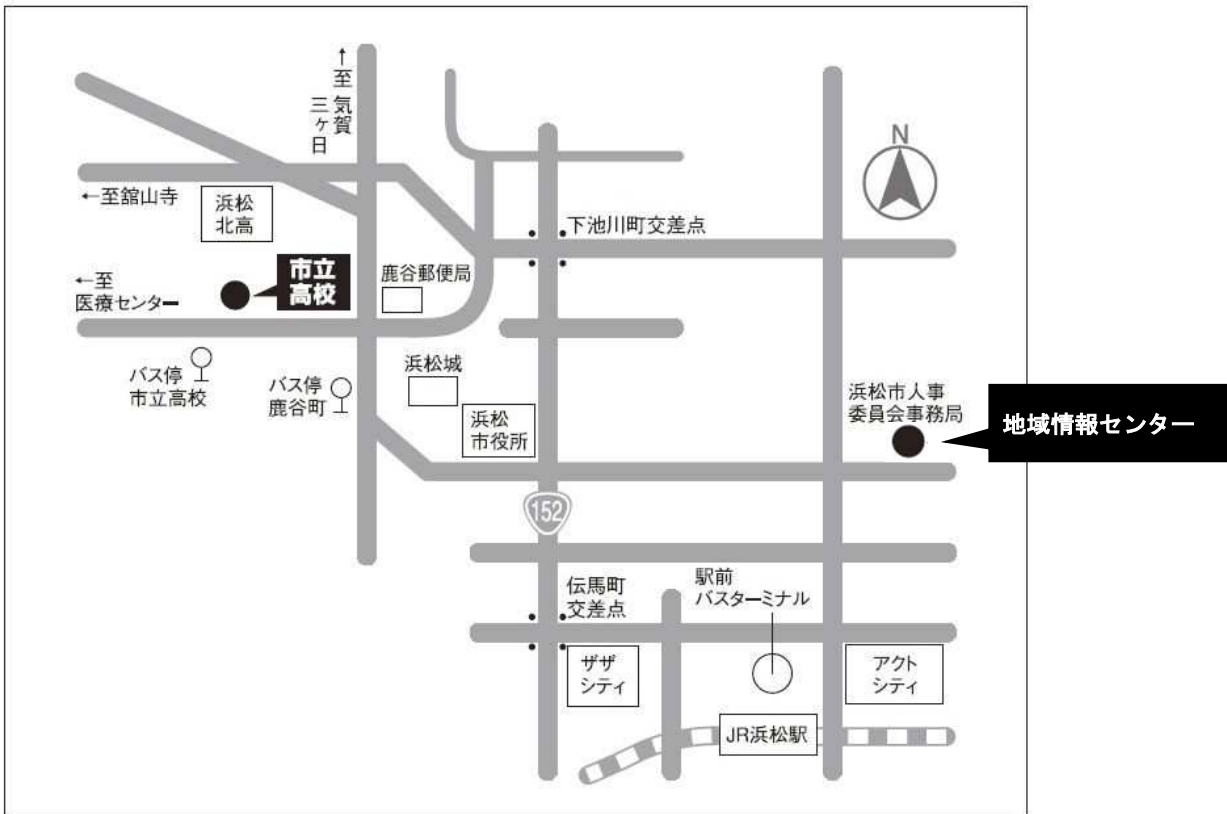 ↑至 気賀
三ヶ日
N
←至舘山寺
浜松
北高
下池川町交差点
←至
医療センター
市立
高校
鹿谷郵便局
バス停
市立高校
バス停
鹿谷町
浜松城
浜松
市役所
浜松市人事
委員会事務局
地域情報センター
152
伝馬町
交差点
駅前
バスターミナル
ザザ
シティ
アクト
シティ
JR浜松駅